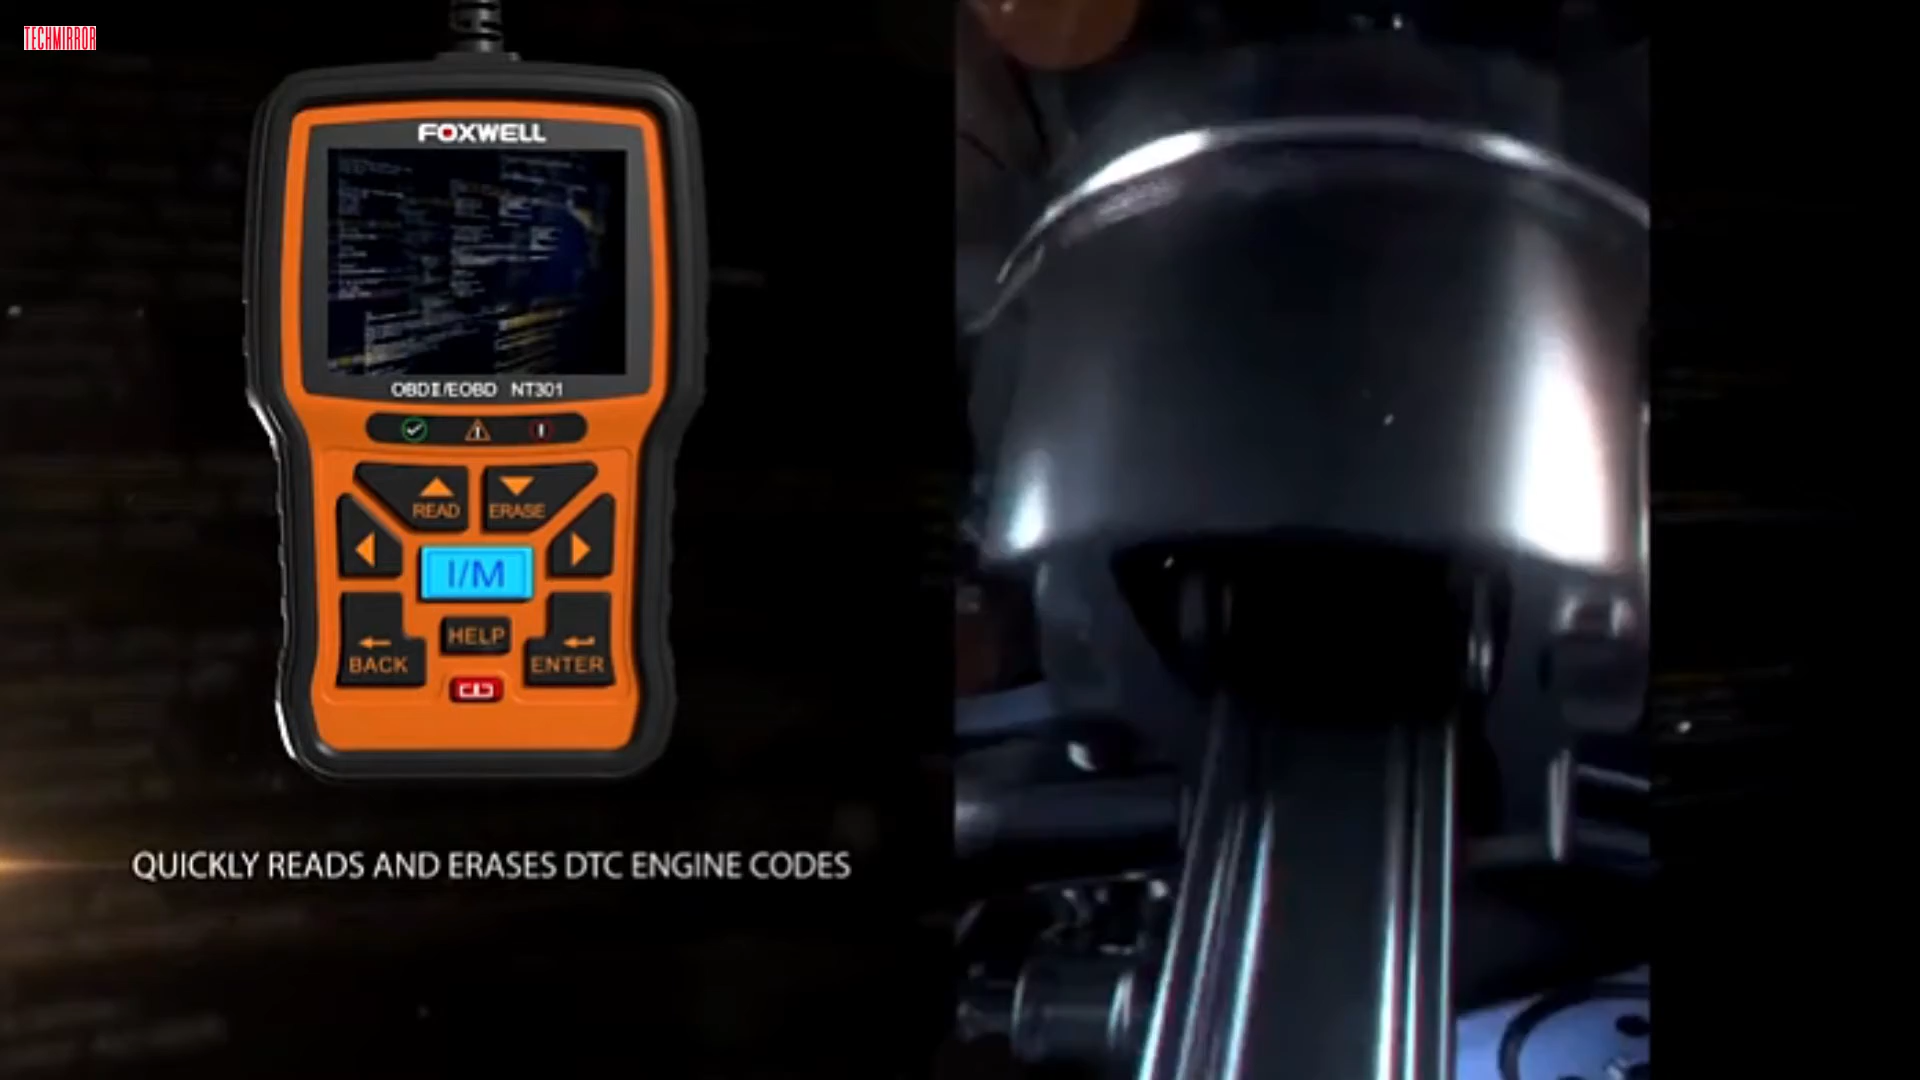 TECHMIRROR
FOXWELL
OBDⅡ/EOBD NT301
READ
ERASE
I/M
HELP
BACK
ENTER
QUICKLY READS AND ERASES DTC ENGINE CODES